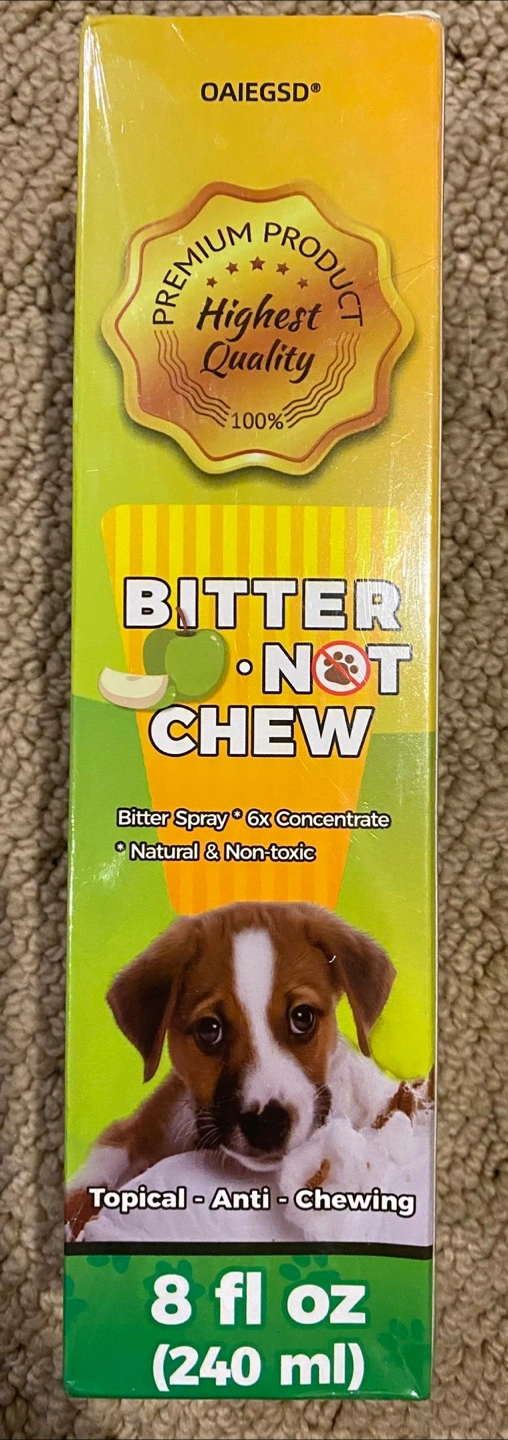 OAIEGSD®
PREMIUM PRODUCT
Highest
Quality
100%
BITTER
· NOT
CHEW
Bitter Spray * 6x Concentrate
* Natural & Non-toxic
Topical - Anti - Chewing
8 fl oz
(240 ml)